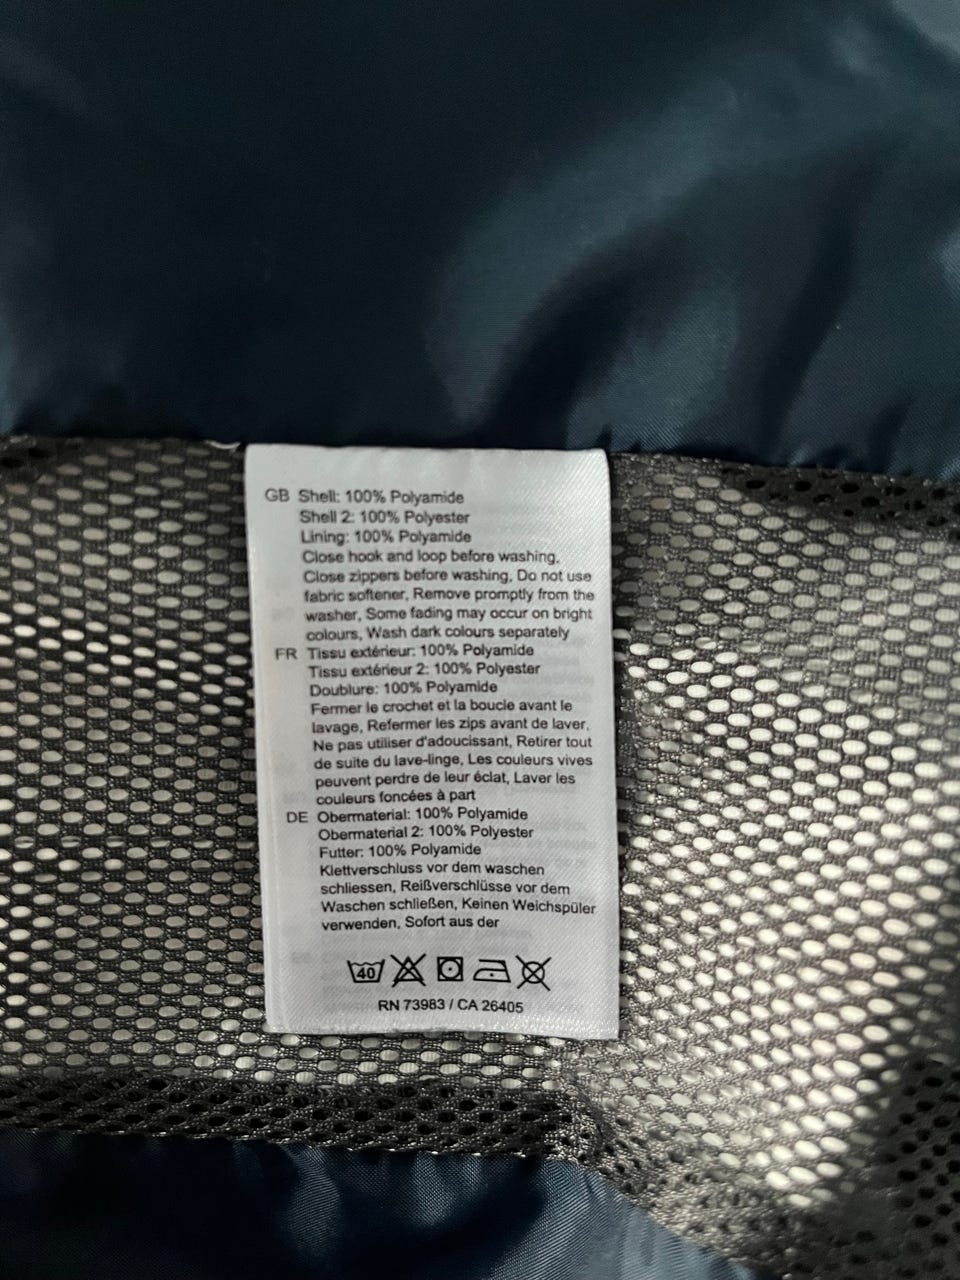 GB Shell: 100% Polyamide
Shell 2: 100% Polyester
Lining: 100% Polyamide
Close hook and loop before washing,
Close zippers before washing, Do not use
fabric softener, Remove promptly from the
washer, Some fading may occur on bright
colours, Wash dark colours separately
FR Tissu extérieur: 100% Polyamide
Tissu extérieur 2: 100% Polyester
Doublure: 100% Polyamide
Fermer le crochet et la boucle avant le
lavage, Refermer les zips avant de laver,
Ne pas utiliser d'adoucissant, Retirer tout
de suite du lave-linge, Les couleurs vives
peuvent perdre de leur éclat, Laver les
couleurs foncées à part
DE Obermaterial: 100% Polyamide
Obermaterial 2: 100% Polyester
Futter: 100% Polyamide
Klettverschluss vor dem waschen
schliessen, Reißverschlüsse vor dem
Waschen schließen, Keinen Weichspüler
verwenden, Sofort aus der
40
RN 73983 / CA 26405